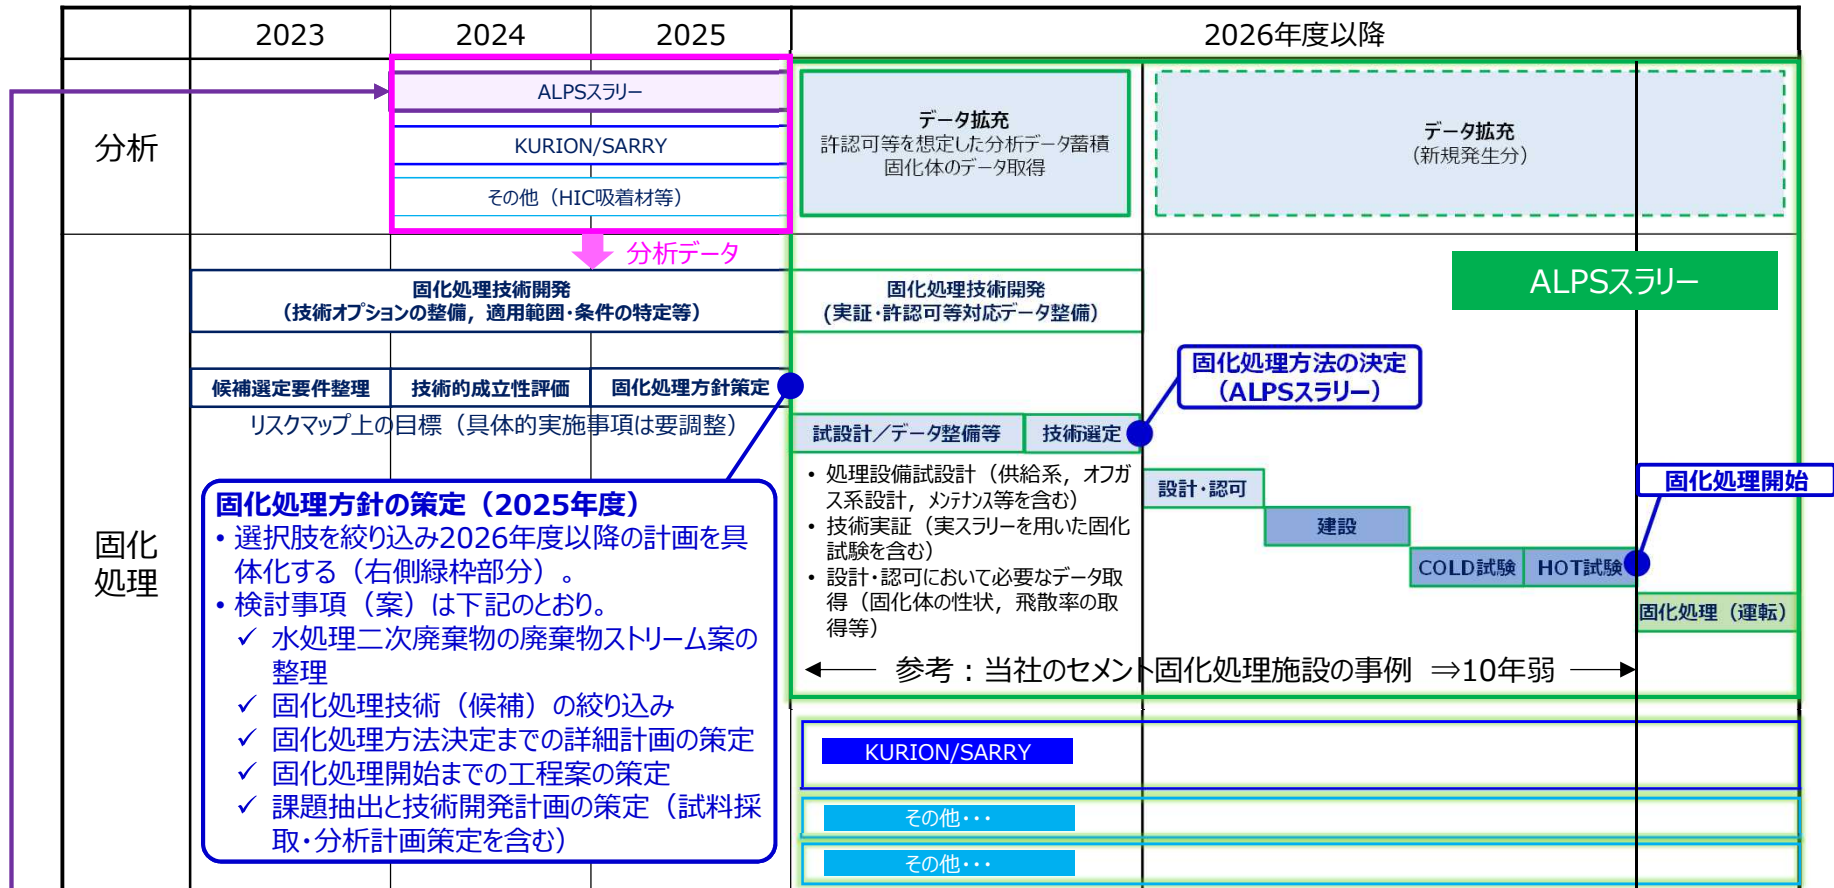 2023
2024
2025
2026年度以降
分析
ALPSスラリー
KURION/SARRY
その他（HIC吸着材等）
データ拡充
許認可等を想定した分析データ蓄積
固化体のデータ取得
データ拡充
（新規発生分）
分析データ
固化
処理
固化処理技術開発
（技術オプションの整備，適用範囲・条件の特定等）
固化処理技術開発
（実証・許認可等対応データ整備）
ALPSスラリー
候補選定要件整理
技術的成立性評価
固化処理方針策定
リスクマップ上の目標（具体的実施事項は要調整）
固化処理方法の決定
（ALPSスラリー）
試設計／データ整備等
技術選定
• 処理設備試設計（供給系，オフガ
ス系設計，メンテナンス等を含む）
• 技術実証（実スラリーを用いた固化
試験を含む）
• 設計・認可において必要なデータ取
得（固化体の性状，飛散率の取
得等）
設計・認可
建設
COLD試験
HOT試験
固化処理開始
固化処理（運転）
参考：当社のセメント固化処理施設の事例 ⇒10年弱
固化処理方針の策定（2025年度）
• 選択肢を絞り込み2026年度以降の計画を具
体化する（右側緑枠部分）。
• 検討事項（案）は下記のとおり。
✓ 水処理二次廃棄物の廃棄物ストリーム案の
整理
✓ 固化処理技術（候補）の絞り込み
✓ 固化処理方法決定までの詳細計画の策定
✓ 固化処理開始までの工程案の策定
✓ 課題抽出と技術開発計画の策定（試料採
取・分析計画策定を含む）
KURION/SARRY
その他・・・
その他・・・